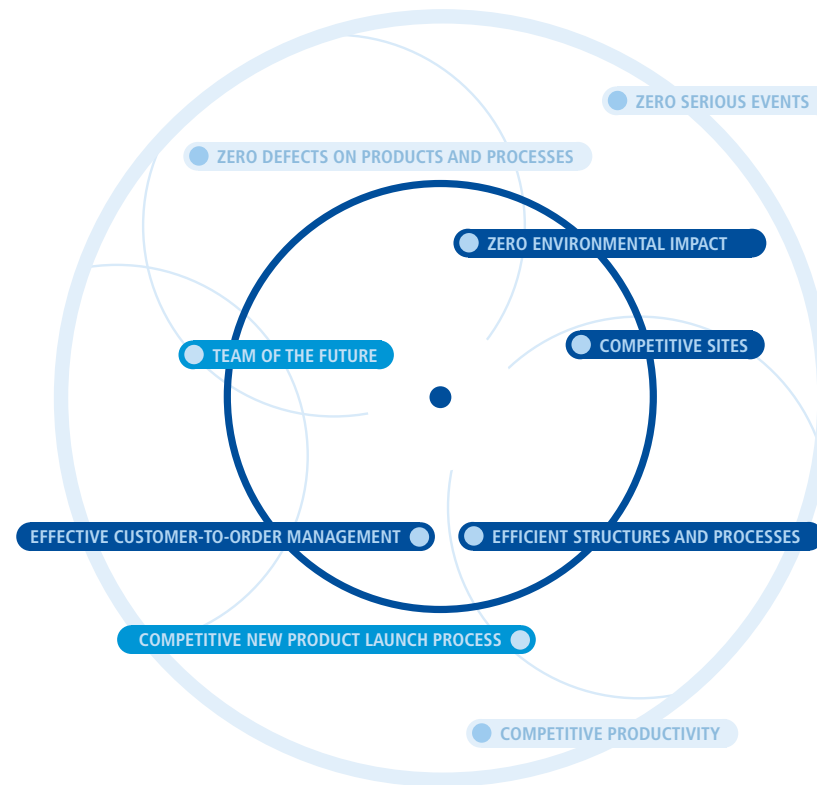 ZERO SERIOUS EVENTS
ZERO DEFECTS ON PRODUCTS AND PROCESSES
ZERO ENVIRONMENTAL IMPACT
COMPETITIVE SITES
TEAM OF THE FUTURE
EFFECTIVE CUSTOMER-TO-ORDER MANAGEMENT
EFFICIENT STRUCTURES AND PROCESSES
COMPETITIVE NEW PRODUCT LAUNCH PROCESS
COMPETITIVE PRODUCTIVITY